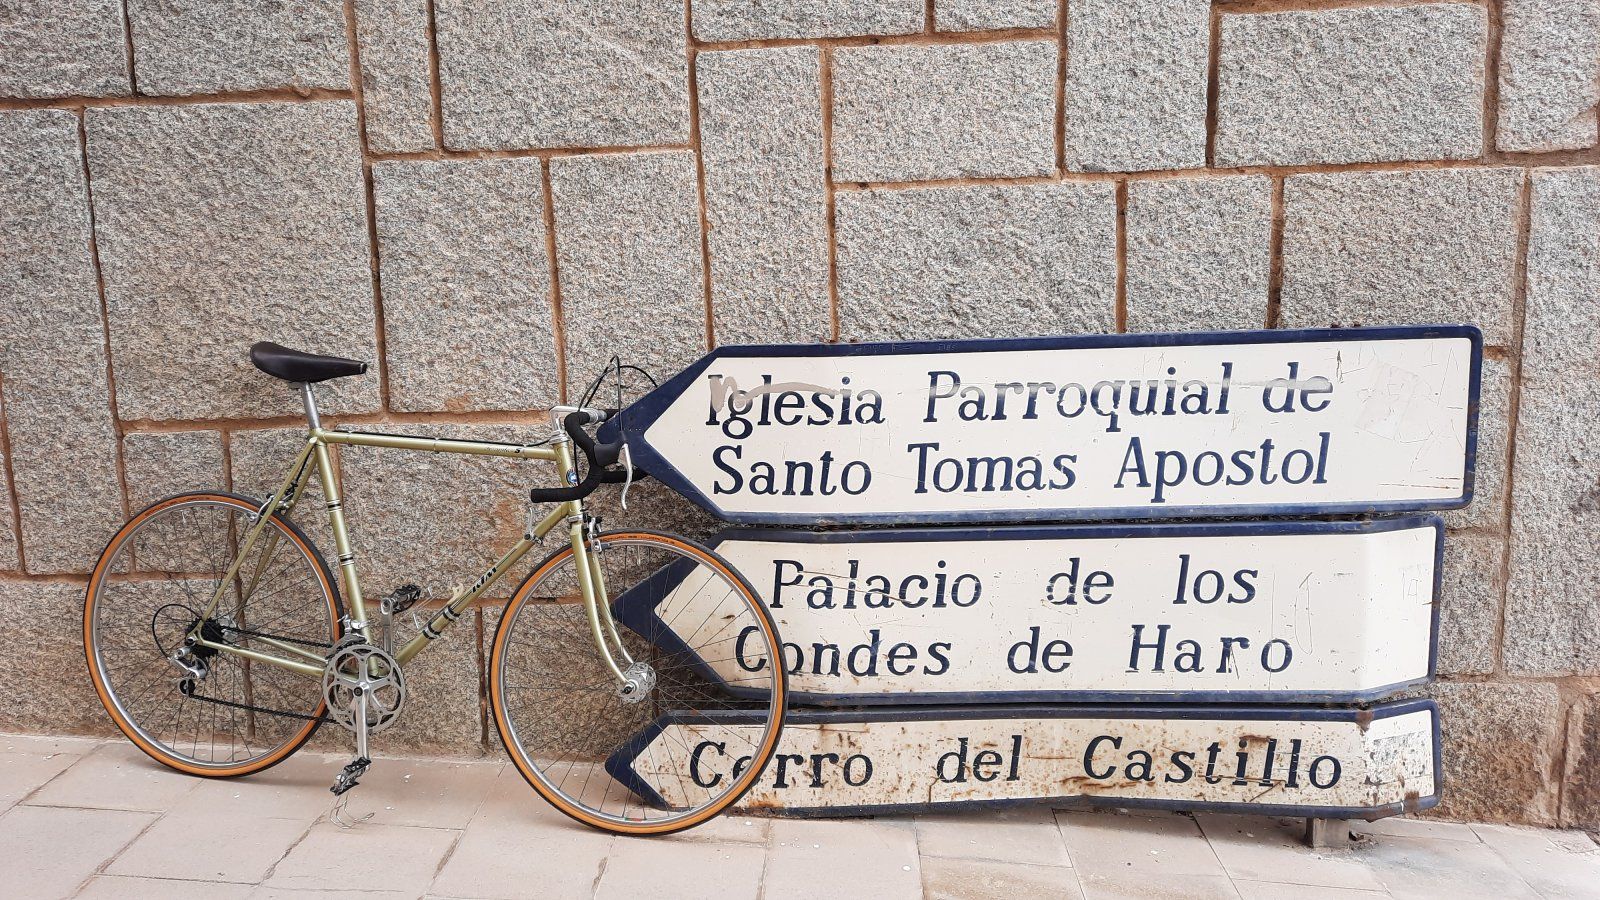 Iglesia Parroquial de
Santo Tomas Apostol
Palacio de los
Condes de Haro
Cerro del Castillo